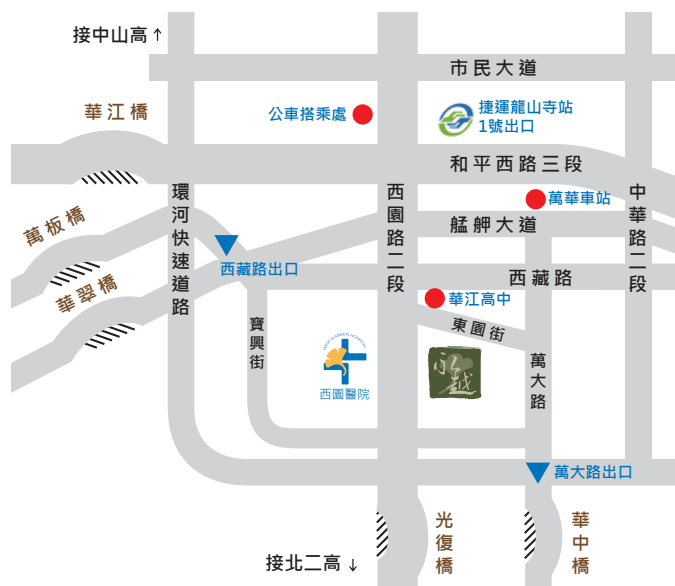 接中山高↑
市民大道
華江橋
公車搭乘處
捷運龍山寺站
1號出口
和平西路三段
環河快速道路
西園路二段
中華路二段
萬華車站
萬板橋
艋舺大道
西藏路出口
西藏路
華翠橋
華江高中
寶興街
東園街
WEST GARDEN HOSPITAL
西園醫院
永越
萬大路
萬大路出口
光復橋
華中橋
接北二高↓